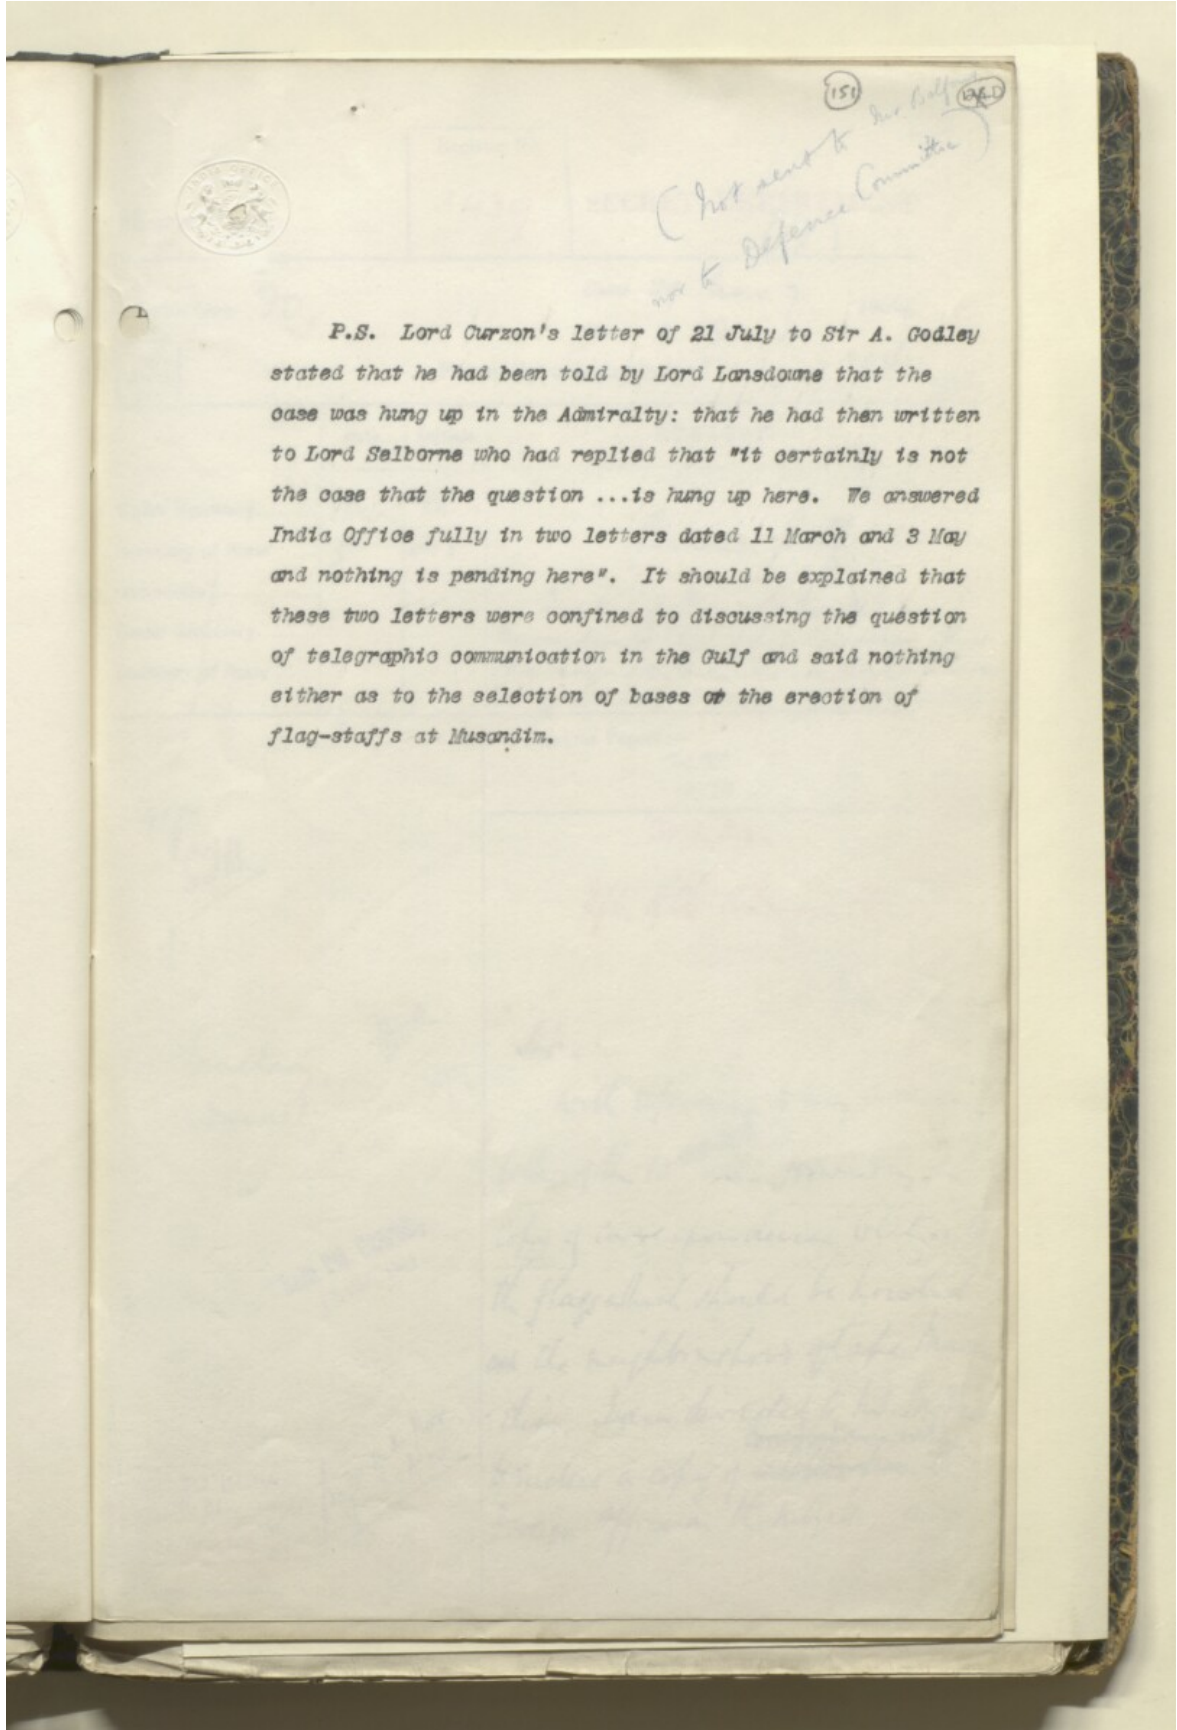 151
(Not sent to Mr Balfour
nor to Defence Committee)
INDIA OFFICE
P.S. Lord Curzon's letter of 21 July to Sir A. Godley
stated that he had been told by Lord Lansdowne that the
case was hung up in the Admiralty: that he had then written
to Lord Selborne who had replied that "it certainly is not
the case that the question ...is hung up here. We answered
India Office fully in two letters dated 11 March and 3 May
and nothing is pending here". It should be explained that
these two letters were confined to discussing the question
of telegraphic communication in the Gulf and said nothing
either as to the selection of bases or the erection of
flag-staffs at Musandim.